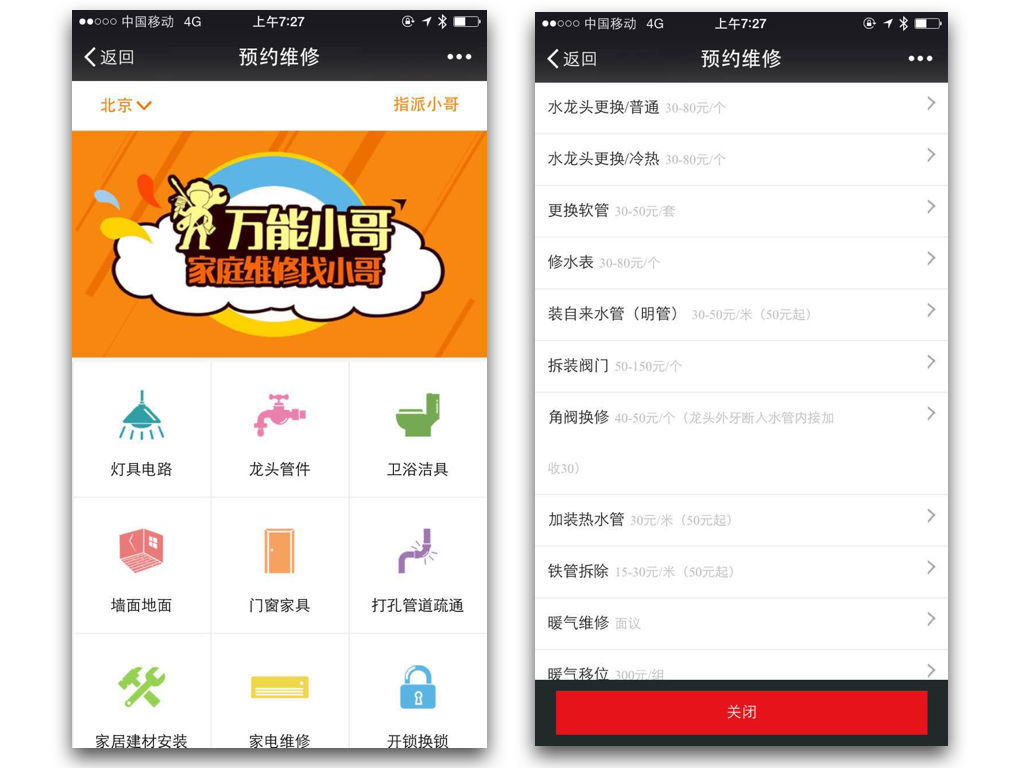 中国移动 4G 上午7:27
返回 预约维修
北京 指派小哥
万能小哥
家庭维修找小哥
灯具电路 龙头管件 卫浴洁具
墙面地面 门窗家具 打孔管道疏通
家居建材安装 家电维修 开锁换锁
中国移动 4G 上午7:27
返回 预约维修
水龙头更换/普通 30-80元/个
水龙头更换/冷热 30-80元/个
更换软管 30-50元/套
修水表 30-80元/个
装自来水管（明管） 30-50元/米（50元起）
拆装阀门 50-150元/个
角阀换修 40-50元/个（龙头外牙断人水管内接加
收30）
加装热水管 30元/米（50元起）
铁管拆除 15-30元/米（50元起）
暖气维修 面议
暖气移位 300元/组
关闭